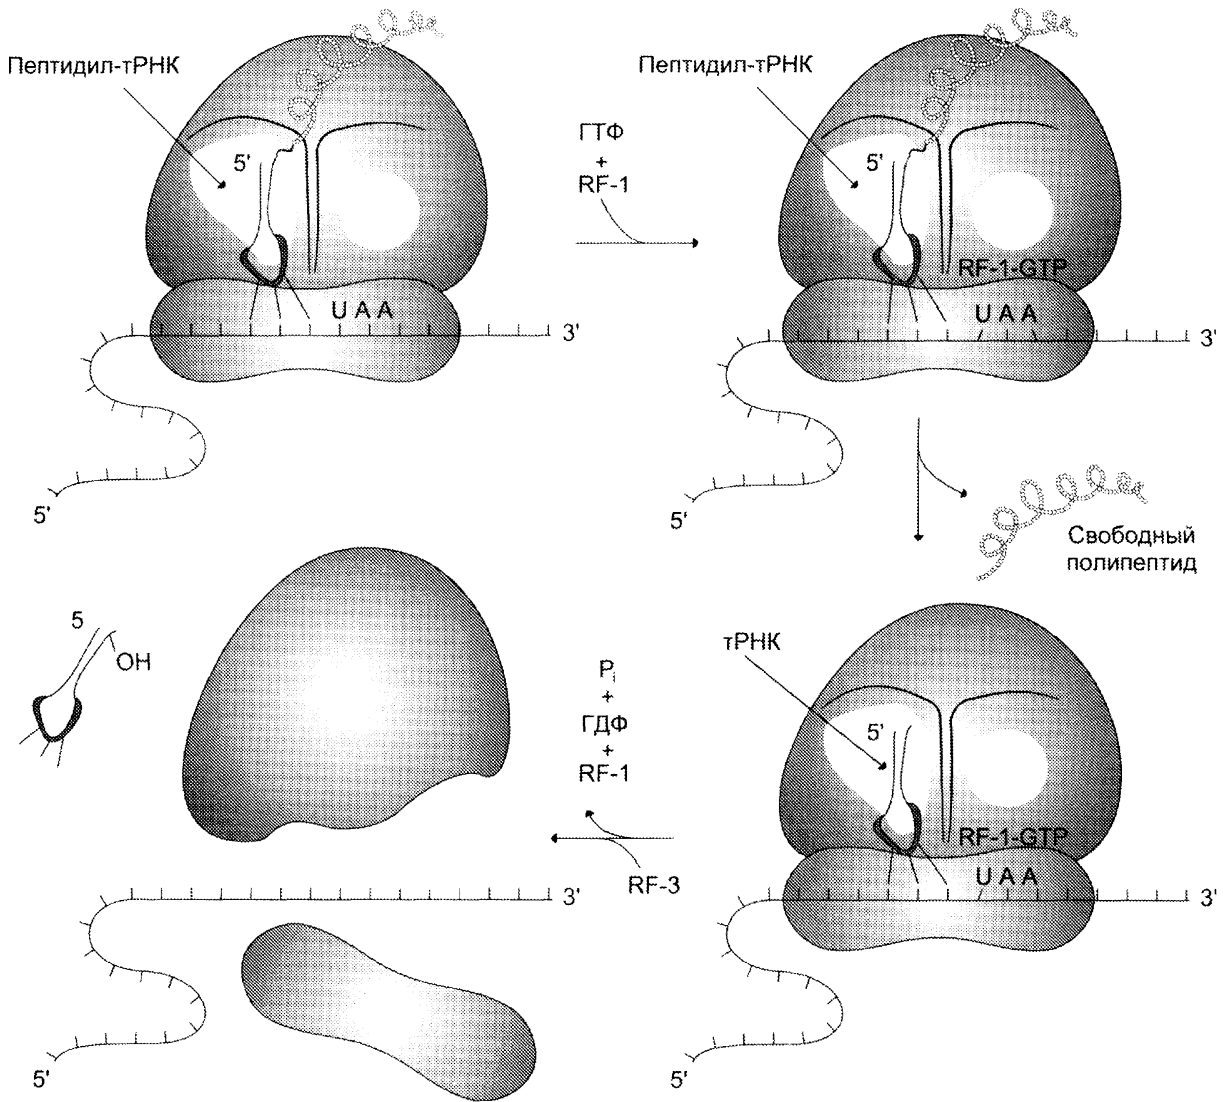 Пептидил-тРНК
5'
U A A
3'
5'
ГТФ
+
RF-1
Пептидил-тРНК
5'
RF-1-GTP
U A A
3'
5'
Свободный
полипептид
тРНК
5'
RF-1-GTP
U A A
3'
5'
Pi
+
ГДФ
+
RF-1
RF-3
5
OH
3'
5'